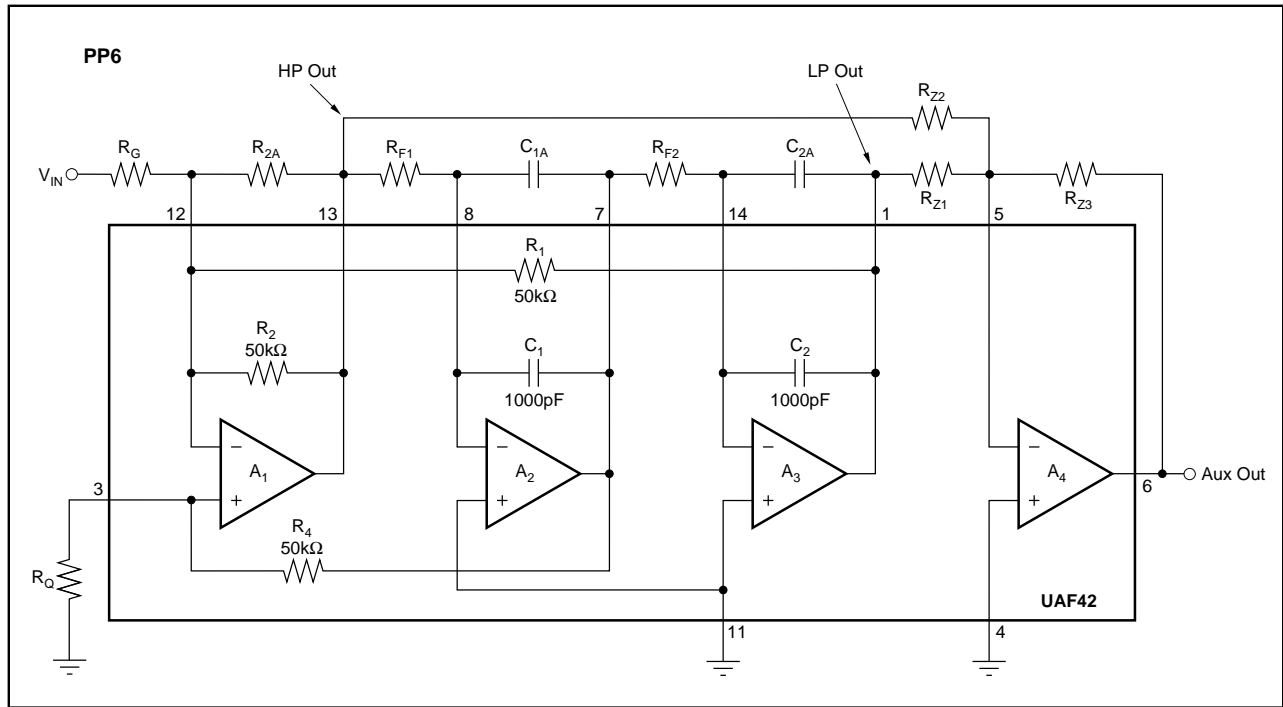 PP6
HP Out
LP Out
RZ2
VIN
RG
R2A
RF1
C1A
RF2
C2A
RZ1
RZ3
12
13
8
7
14
1
5
R1
50kΩ
R2
50kΩ
C1
1000pF
C2
1000pF
−
A1
+
−
A2
+
−
A3
+
−
A4
+
3
6
Aux Out
R4
50kΩ
RQ
UAF42
11
4